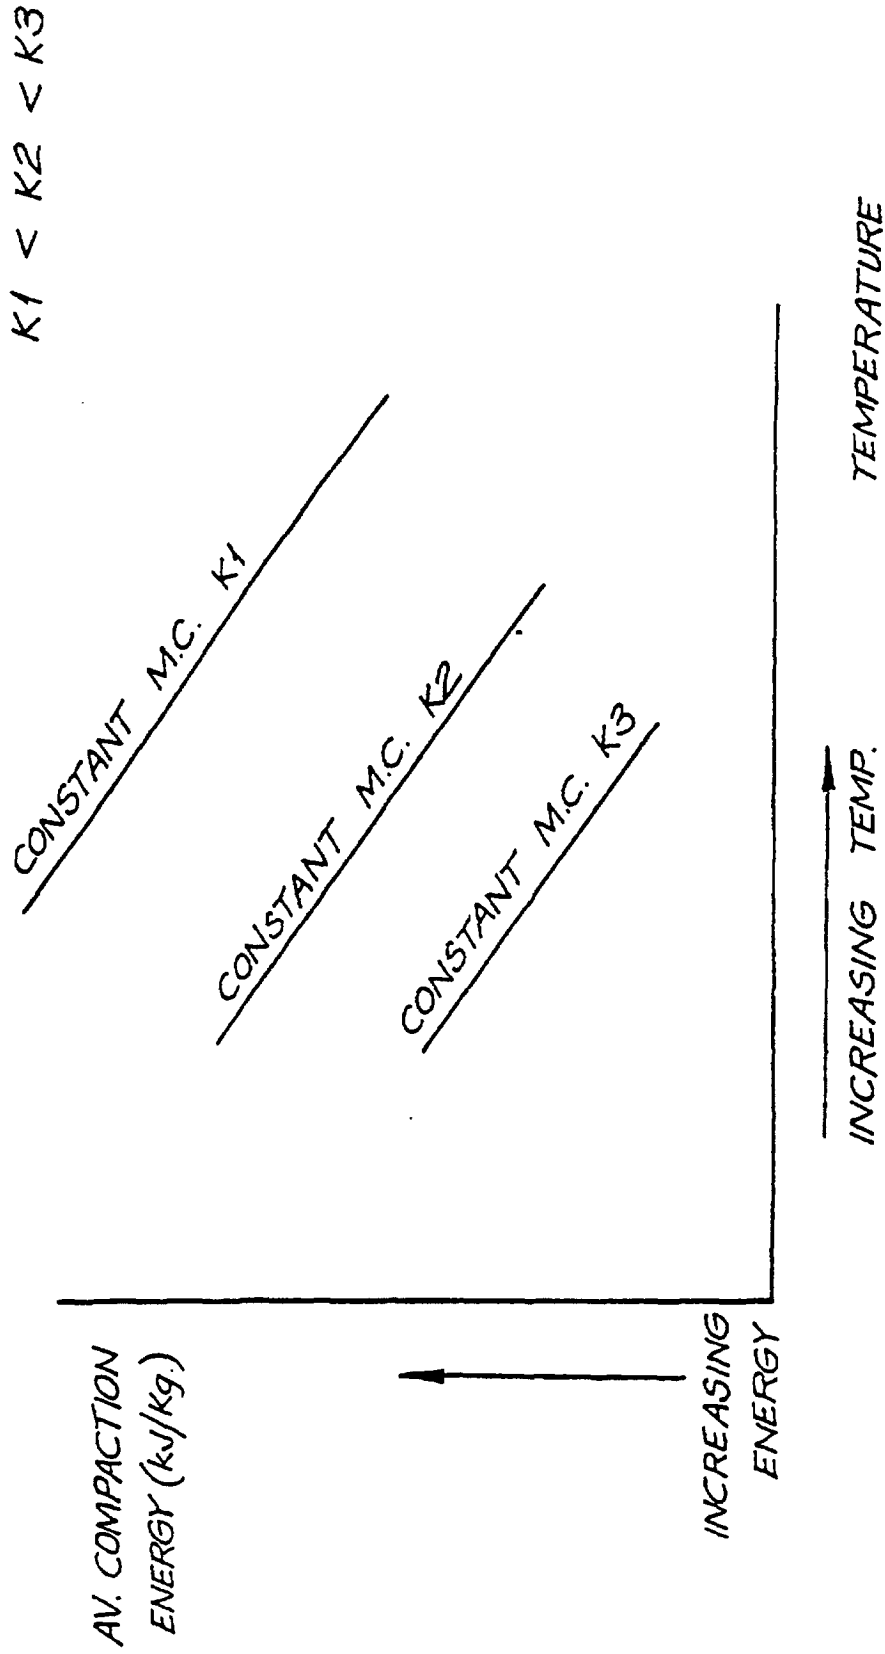 K1 < K2 < K3
AV. COMPACTION
ENERGY (kJ/Kg.)
CONSTANT M.C. K1
CONSTANT M.C. K2
CONSTANT M.C. K3
INCREASING
ENERGY
INCREASING TEMP.
TEMPERATURE